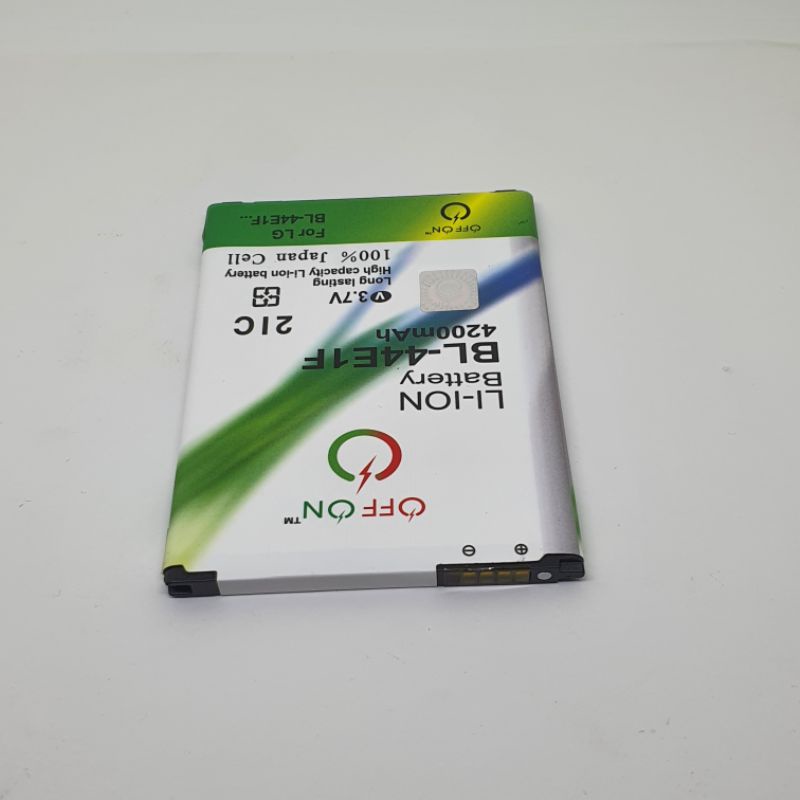 OFF ON™
LI-ION
Battery
BL-44E1F
4200mAh
V 3.7V
2IC
Long lasting
High capacity Li-ion battery
100% Japan Cell
For LG
BL-44E1F...
OFF ON™